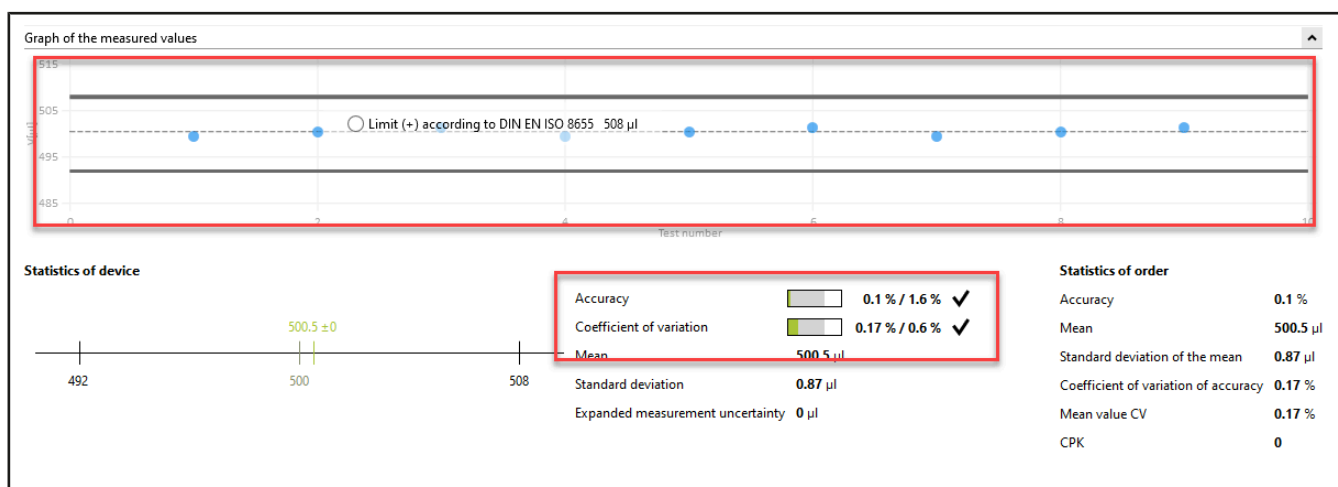 Graph of the measured values
515
505
495
485
V[µl]
Limit (+) according to DIN EN ISO 8655 508 µl
0 2 4 6 8 10
Test number
Statistics of device
500.5 ±0
492 500 508
Accuracy 0.1 % / 1.6 %
Coefficient of variation 0.17 % / 0.6 %
Mean 500.5 µl
Standard deviation 0.87 µl
Expanded measurement uncertainty 0 µl
Statistics of order
Accuracy 0.1 %
Mean 500.5 µl
Standard deviation of the mean 0.87 µl
Coefficient of variation of accuracy 0.17 %
Mean value CV 0.17 %
CPK 0